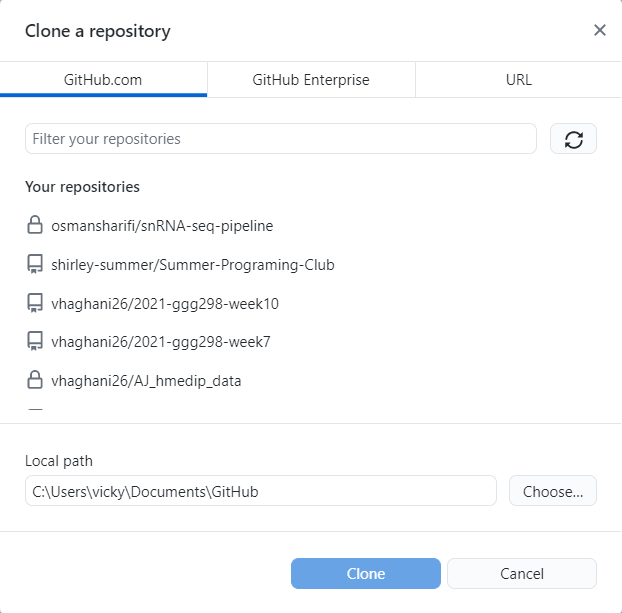 Clone a repository
GitHub.com
GitHub Enterprise
URL
Filter your repositories
Your repositories
osmansharifi/snRNA-seq-pipeline
shirley-summer/Summer-Programing-Club
vhaghani26/2021-ggg298-week10
vhaghani26/2021-ggg298-week7
vhaghani26/AJ_hmedip_data
Local path
C:\Users\vicky\Documents\GitHub
Choose...
Clone
Cancel